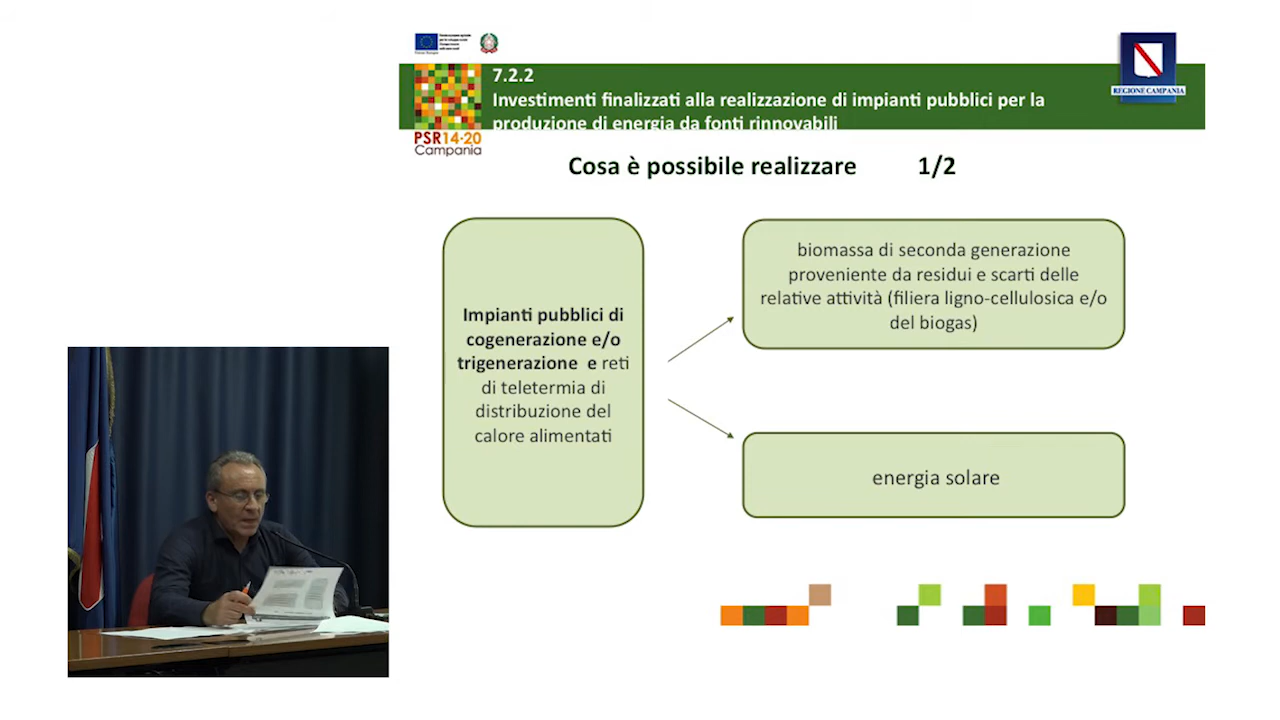 7.2.2
Investimenti finalizzati alla realizzazione di impianti pubblici per la
produzione di energia da fonti rinnovabili
REGIONE CAMPANIA
PSR14-20
Campania
Cosa è possibile realizzare 1/2
Impianti pubblici di
cogenerazione e/o
trigenerazione e reti
di teletermia di
distribuzione del
calore alimentati
biomassa di seconda generazione
proveniente da residui e scarti delle
relative attività (filiera ligno-cellulosica e/o
del biogas)
energia solare